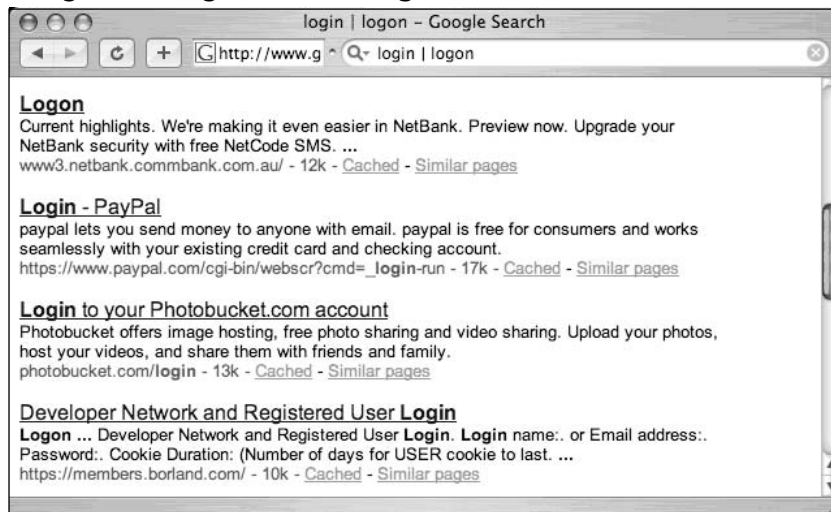 login | logon – Google Search
http://www.g
login | logon
Logon
Current highlights. We're making it even easier in NetBank. Preview now. Upgrade your
NetBank security with free NetCode SMS. ...
www3.netbank.commbank.com.au/ - 12k - Cached - Similar pages
Login - PayPal
paypal lets you send money to anyone with email. paypal is free for consumers and works
seamlessly with your existing credit card and checking account.
https://www.paypal.com/cgi-bin/webscr?cmd=_login-run - 17k - Cached - Similar pages
Login to your Photobucket.com account
Photobucket offers image hosting, free photo sharing and video sharing. Upload your photos,
host your videos, and share them with friends and family.
photobucket.com/login - 13k - Cached - Similar pages
Developer Network and Registered User Login
Logon ... Developer Network and Registered User Login. Login name:. or Email address:.
Password:. Cookie Duration: (Number of days for USER cookie to last. ...
https://members.borland.com/ - 10k - Cached - Similar pages